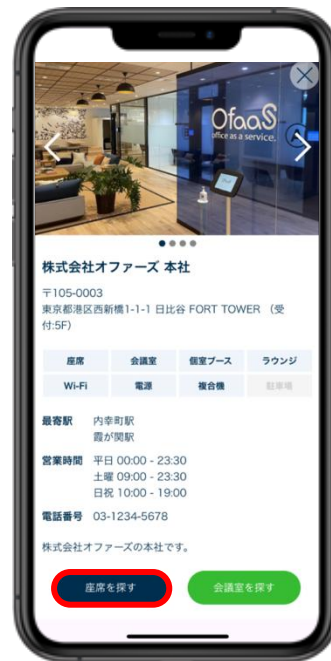 OfaaS
office as a service.
株式会社オファーズ 本社
〒105-0003
東京都港区西新橋1-1-1 日比谷 FORT TOWER （受
付:5F）
座席 会議室 個室ブース ラウンジ
Wi-Fi 電源 複合機 駐車場
最寄駅 内幸町駅
霞が関駅
営業時間 平日 00:00 - 23:30
土曜 09:00 - 23:30
日祝 10:00 - 19:00
電話番号 03-1234-5678
株式会社オファーズの本社です。
座席を探す 会議室を探す